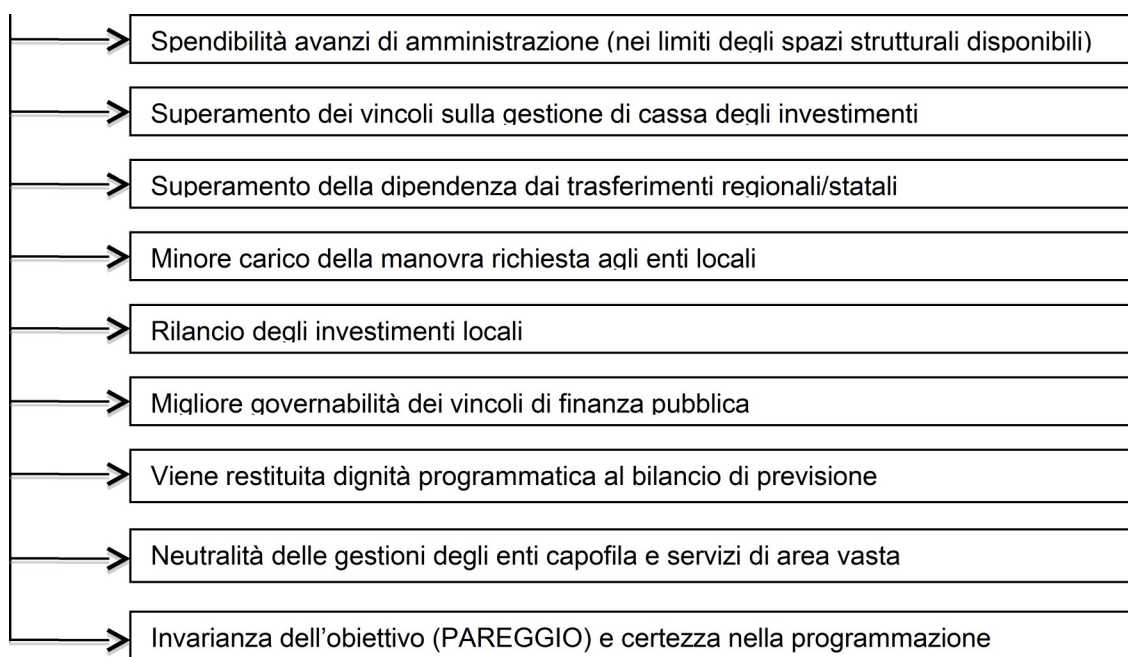 Spendibilità avanzi di amministrazione (nei limiti degli spazi strutturali disponibili)
Superamento dei vincoli sulla gestione di cassa degli investimenti
Superamento della dipendenza dai trasferimenti regionali/statali
Minore carico della manovra richiesta agli enti locali
Rilancio degli investimenti locali
Migliore governabilità dei vincoli di finanza pubblica
Viene restituita dignità programmatica al bilancio di previsione
Neutralità delle gestioni degli enti capofila e servizi di area vasta
Invarianza dell’obiettivo (PAREGGIO) e certezza nella programmazione